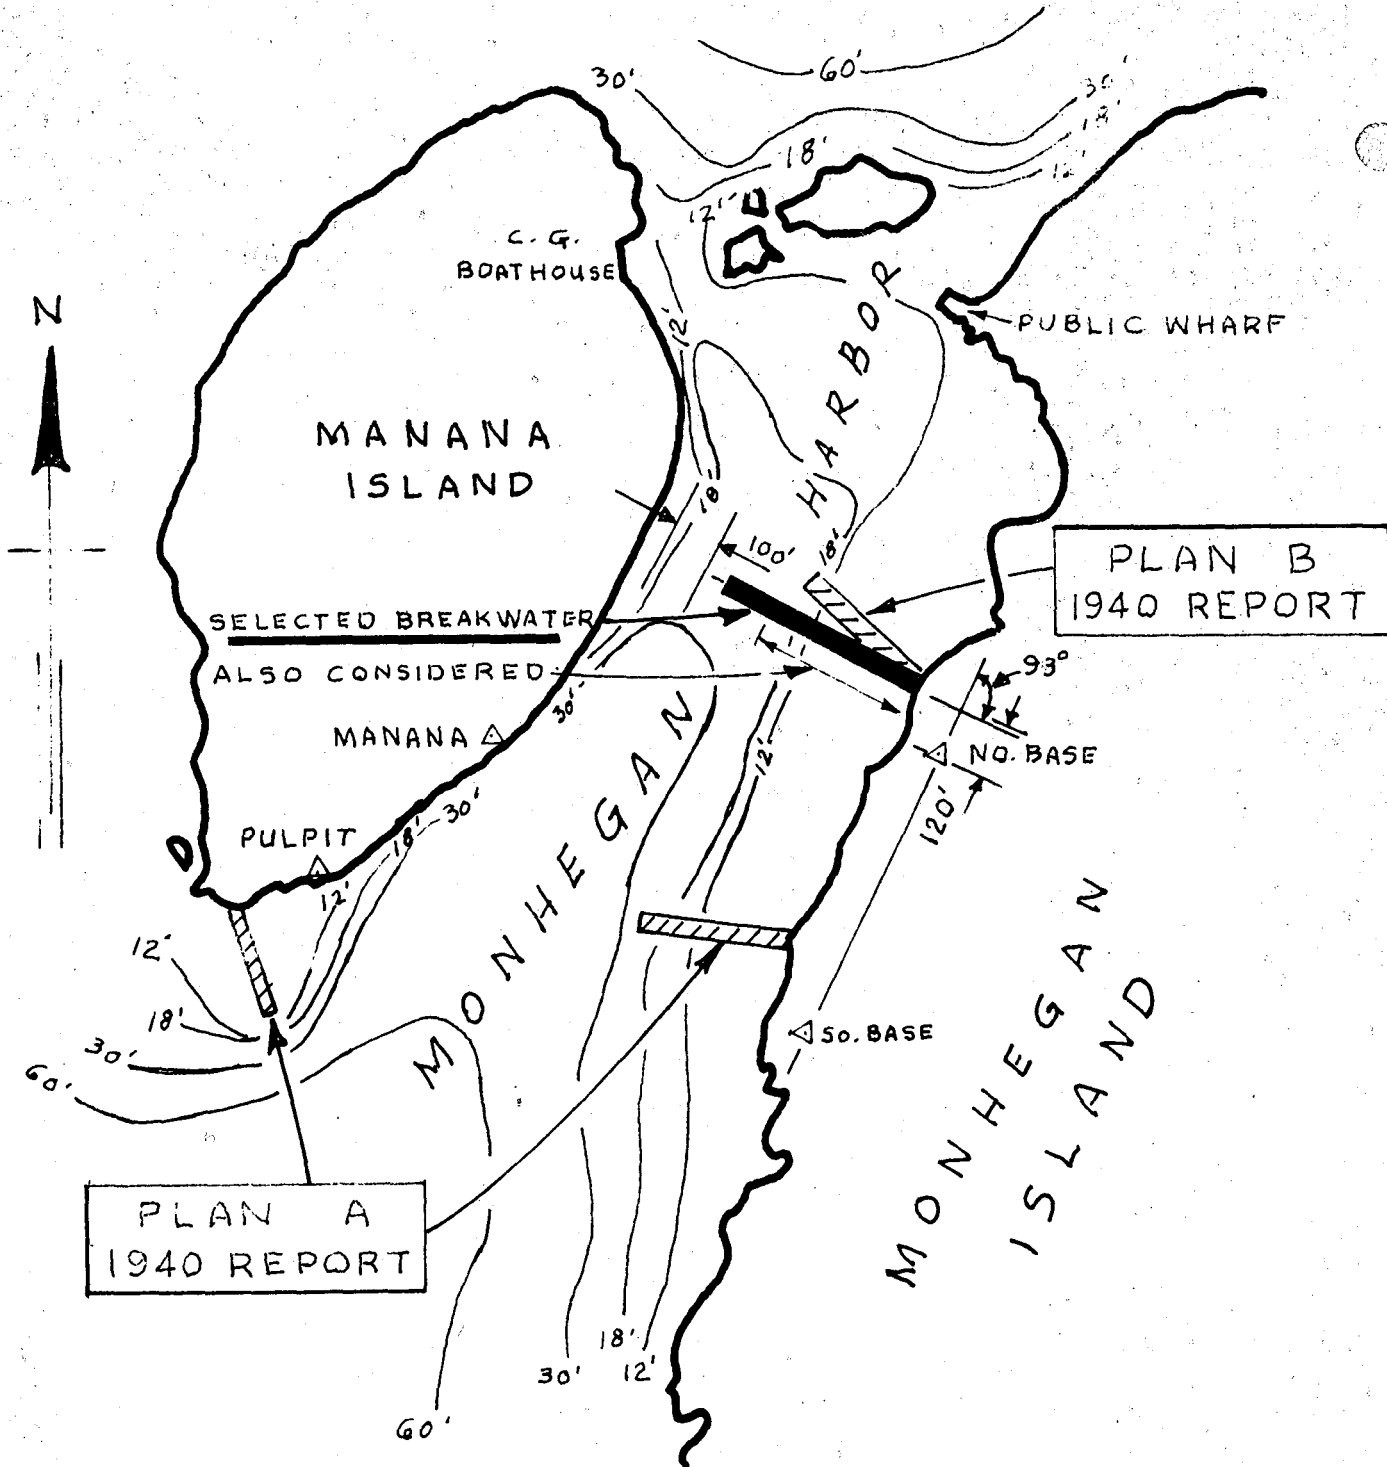 60'
30'
30'
18'
18'
12'
12'
C. G.
BOATHOUSE
N
HARBOR
PUBLIC WHARF
12'
MANANA
ISLAND
18'
18'
100'
PLAN B
1940 REPORT
SELECTED BREAKWATER
ALSO CONSIDERED
93°
30'
MANANA
12'
NO. BASE
120'
30'
18'
PULPIT
12'
MONHEGAN
12'
18'
30'
60'
SO. BASE
MONHEGAN
ISLAND
PLAN A
1940 REPORT
18'
12'
30'
60'